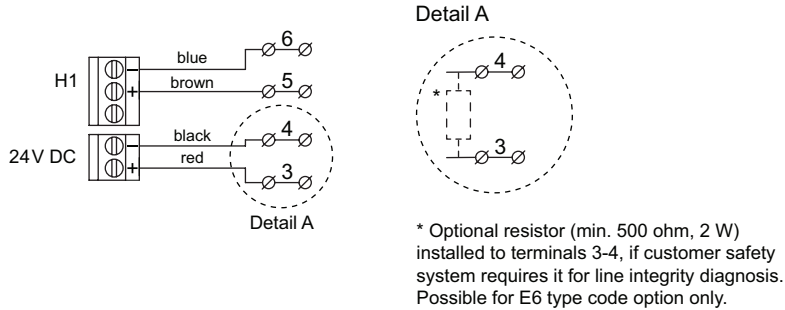 Detail A
6
blue
−
H1
brown
+
5
4
*
black
4
−
24V DC
red
+
3
3
Detail A
* Optional resistor (min. 500 ohm, 2 W)
installed to terminals 3-4, if customer safety
system requires it for line integrity diagnosis.
Possible for E6 type code option only.